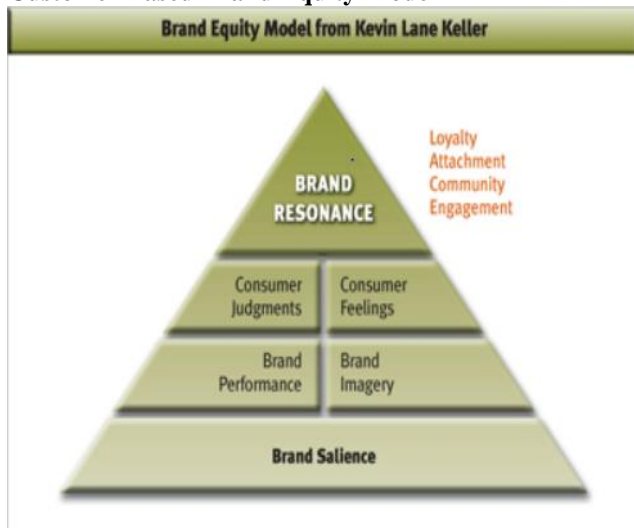 Brand Equity Model from Kevin Lane Keller
BRAND
RESONANCE
Loyalty
Attachment
Community
Engagement
Consumer
Judgments
Consumer
Feelings
Brand
Performance
Brand
Imagery
Brand Salience